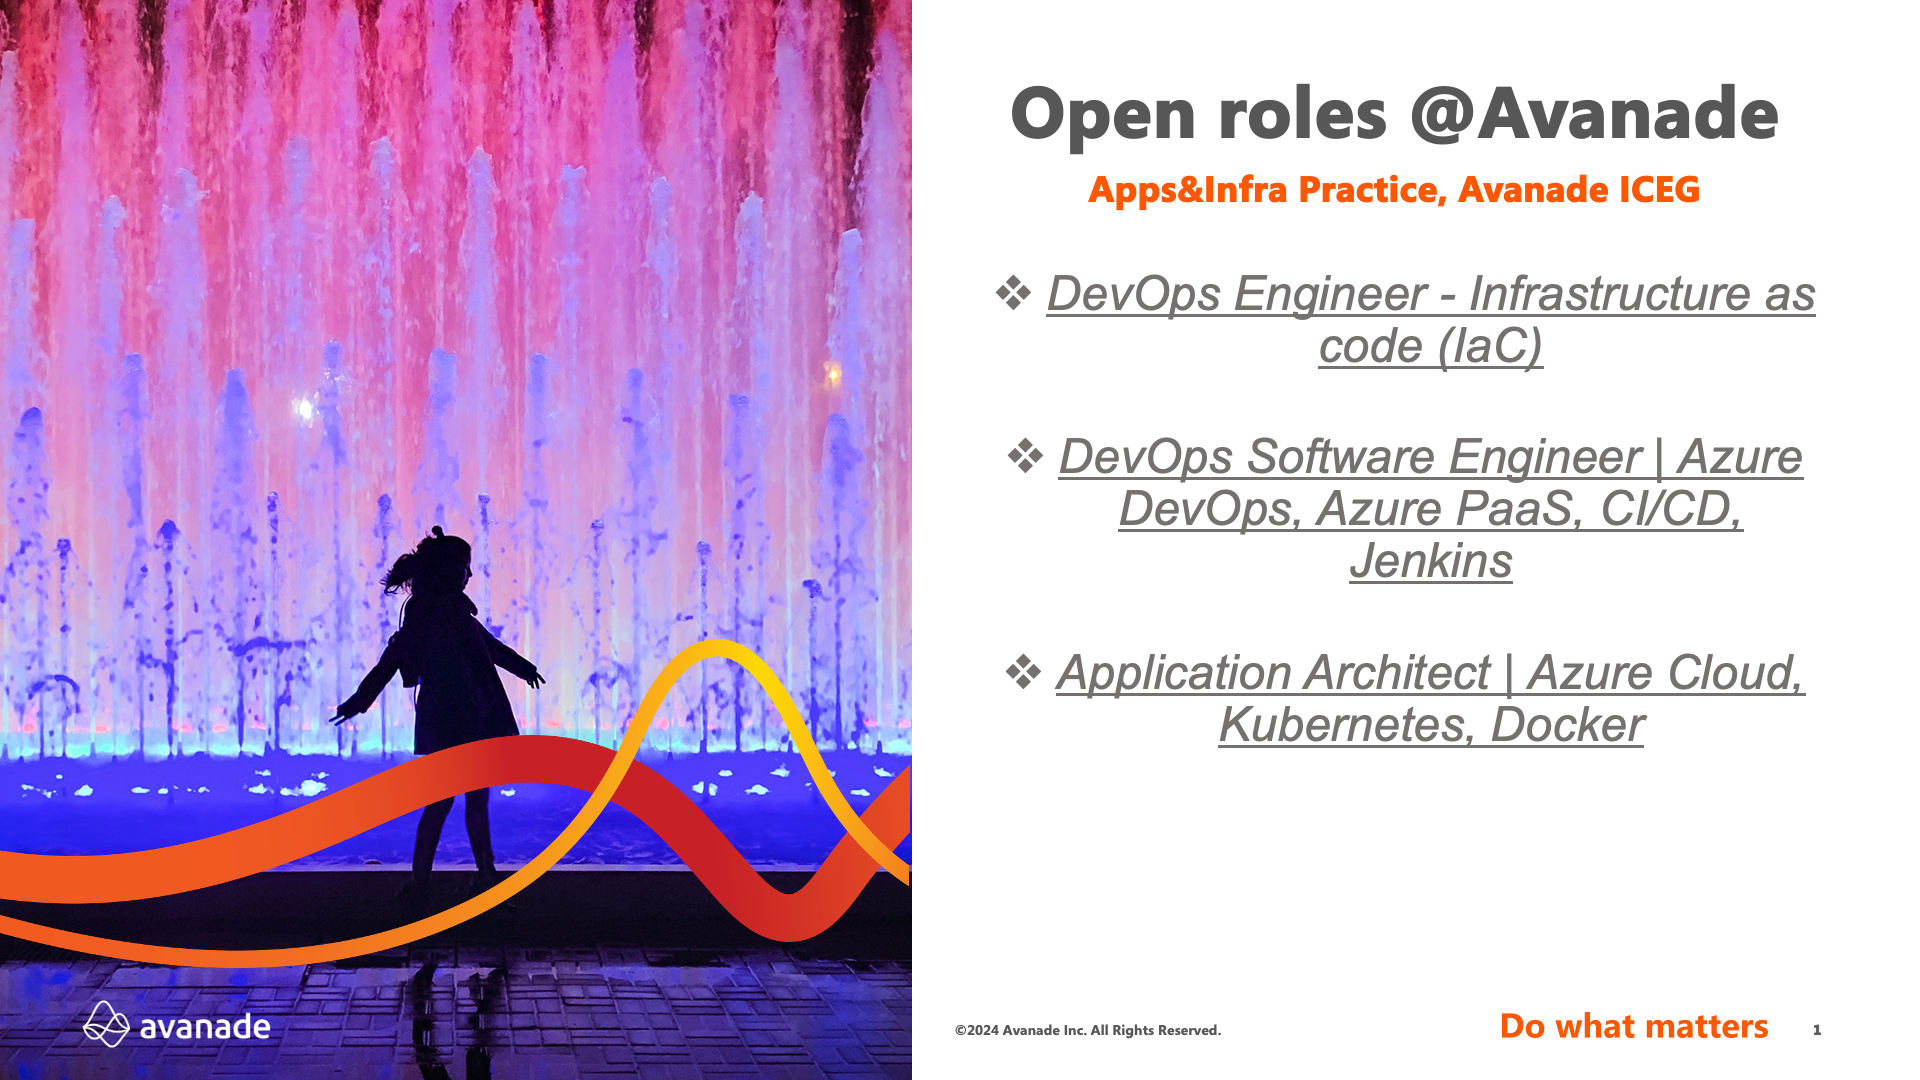 Open roles @Avanade
Apps&Infra Practice, Avanade ICEG
❖ DevOps Engineer - Infrastructure as
code (IaC)
❖ DevOps Software Engineer | Azure
DevOps, Azure PaaS, CI/CD,
Jenkins
❖ Application Architect | Azure Cloud,
Kubernetes, Docker
avanade
©2024 Avanade Inc. All Rights Reserved.
Do what matters
1